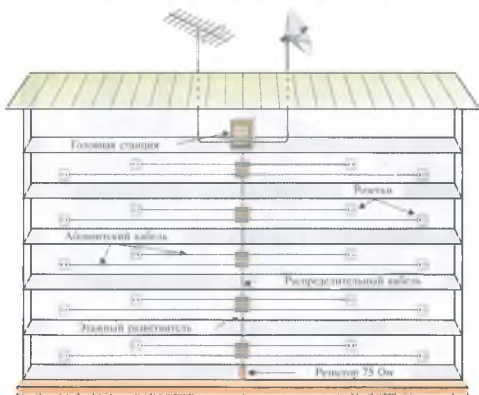 Головная станция
Розетки
Абонентский кабель
Распределительный кабель
Этажный разветвитель
Резистор 75 Ом